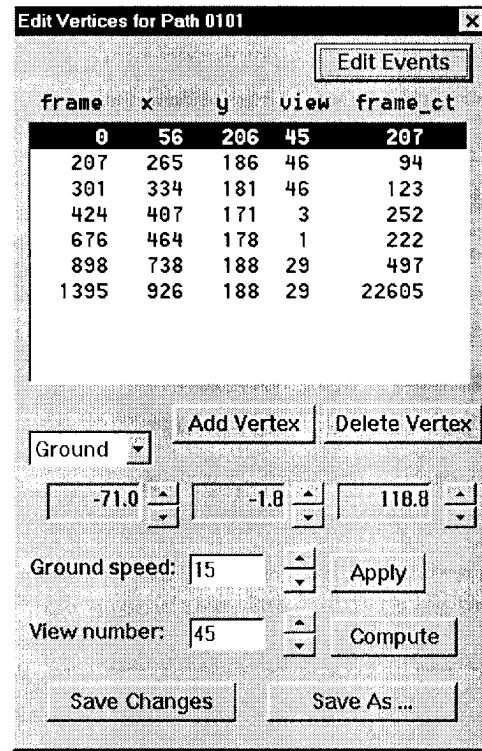 Edit Vertices for Path 0101
Edit Events
frame x y view frame_ct
0 56 206 45 207
207 265 186 46 94
301 334 181 46 123
424 407 171 3 252
676 464 178 1 222
898 738 188 29 497
1395 926 188 29 22605
Add Vertex Delete Vertex
Ground
-71.0 -1.8 118.8
Ground speed: 15 Apply
View number: 45 Compute
Save Changes Save As ...